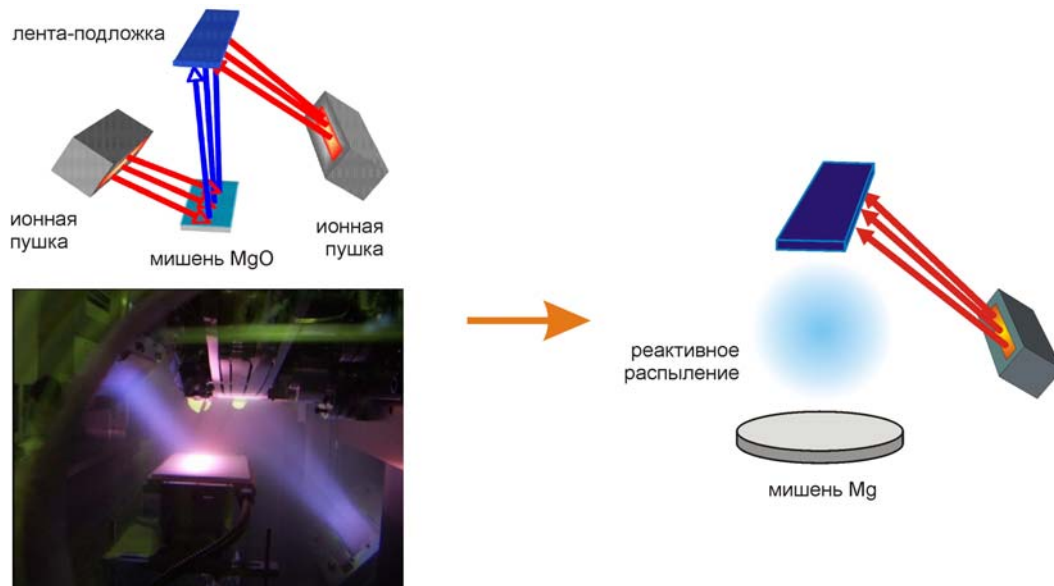 лента-подложка
ионная
пушка
мишень MgO
ионная
пушка
реактивное
распыление
мишень Mg